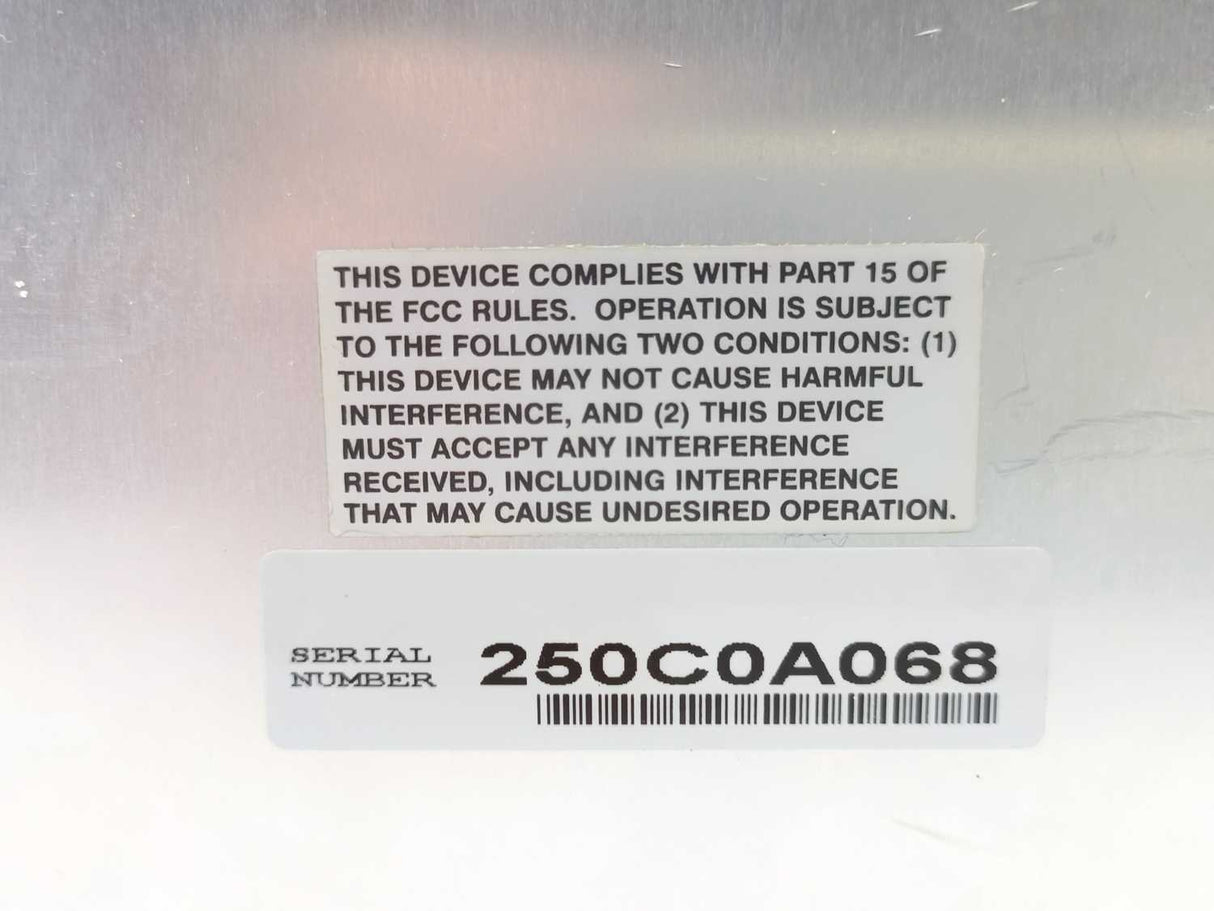 THIS DEVICE COMPLIES WITH PART 15 OF
THE FCC RULES. OPERATION IS SUBJECT
TO THE FOLLOWING TWO CONDITIONS: (1)
THIS DEVICE MAY NOT CAUSE HARMFUL
INTERFERENCE, AND (2) THIS DEVICE
MUST ACCEPT ANY INTERFERENCE
RECEIVED, INCLUDING INTERFERENCE
THAT MAY CAUSE UNDESIRED OPERATION.
SERIAL
NUMBER
250C0A068